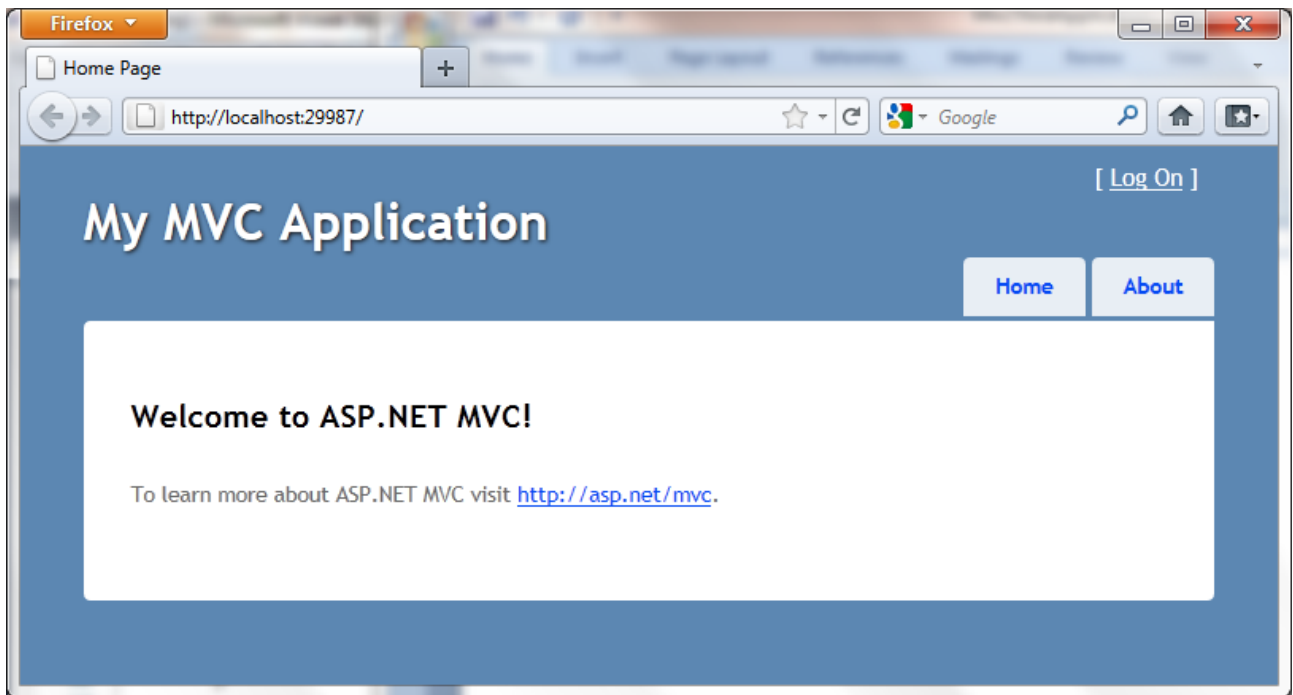 Firefox
Home Page
http://localhost:29987/
Google
[ Log On ]
My MVC Application
Home
About
Welcome to ASP.NET MVC!
To learn more about ASP.NET MVC visit http://asp.net/mvc.